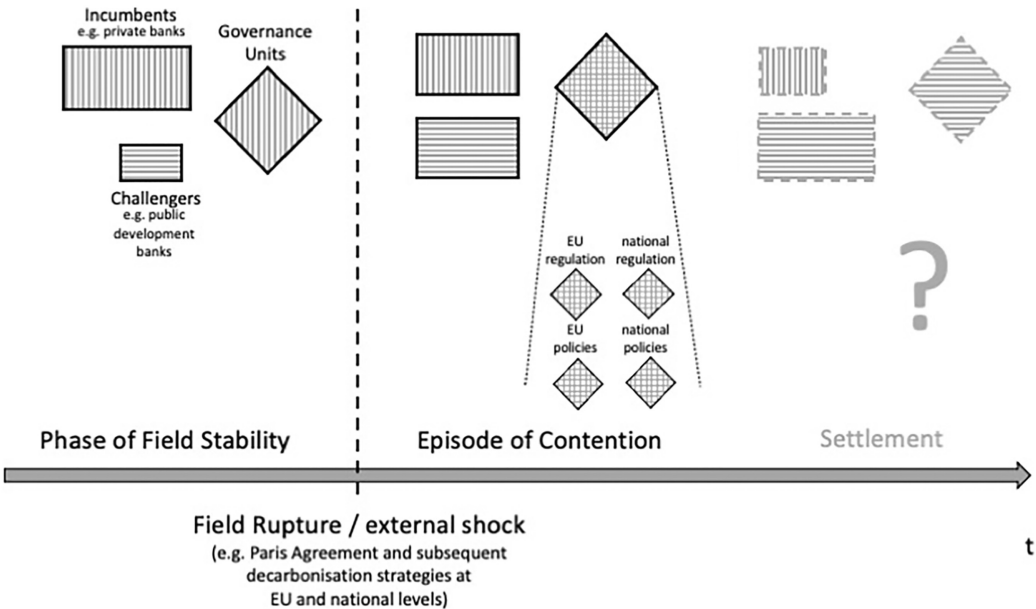 Incumbents
e.g. private banks
Governance
Units
Challengers
e.g. public
development
banks
EU
regulation
national
regulation
EU
policies
national
policies
?
Phase of Field Stability
Episode of Contention
Settlement
Field Rupture / external shock
(e.g. Paris Agreement and subsequent
decarbonisation strategies at
EU and national levels)
t